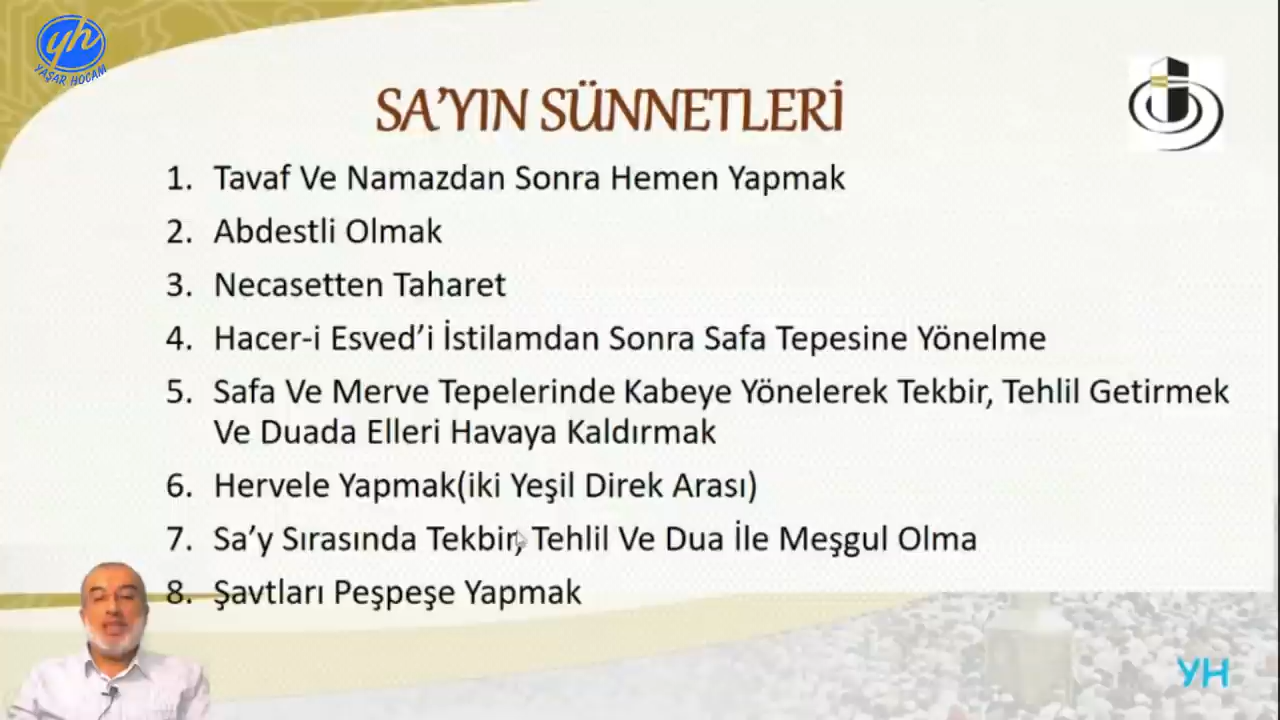 yh
YAŞAR HOCAM
SA’YIN SÜNNETLERİ
1. Tavaf Ve Namazdan Sonra Hemen Yapmak
2. Abdestli Olmak
3. Necasetten Taharet
4. Hacer-i Esved’i İstilamdan Sonra Safa Tepesine Yönelme
5. Safa Ve Merve Tepelerinde Kabeye Yönelerek Tekbir, Tehlil Getirmek
Ve Duada Elleri Havaya Kaldırmak
6. Hervele Yapmak(iki Yeşil Direk Arası)
7. Sa’y Sırasında Tekbir, Tehlil Ve Dua İle Meşgul Olma
8. Şavtları Peşpeşe Yapmak
YH